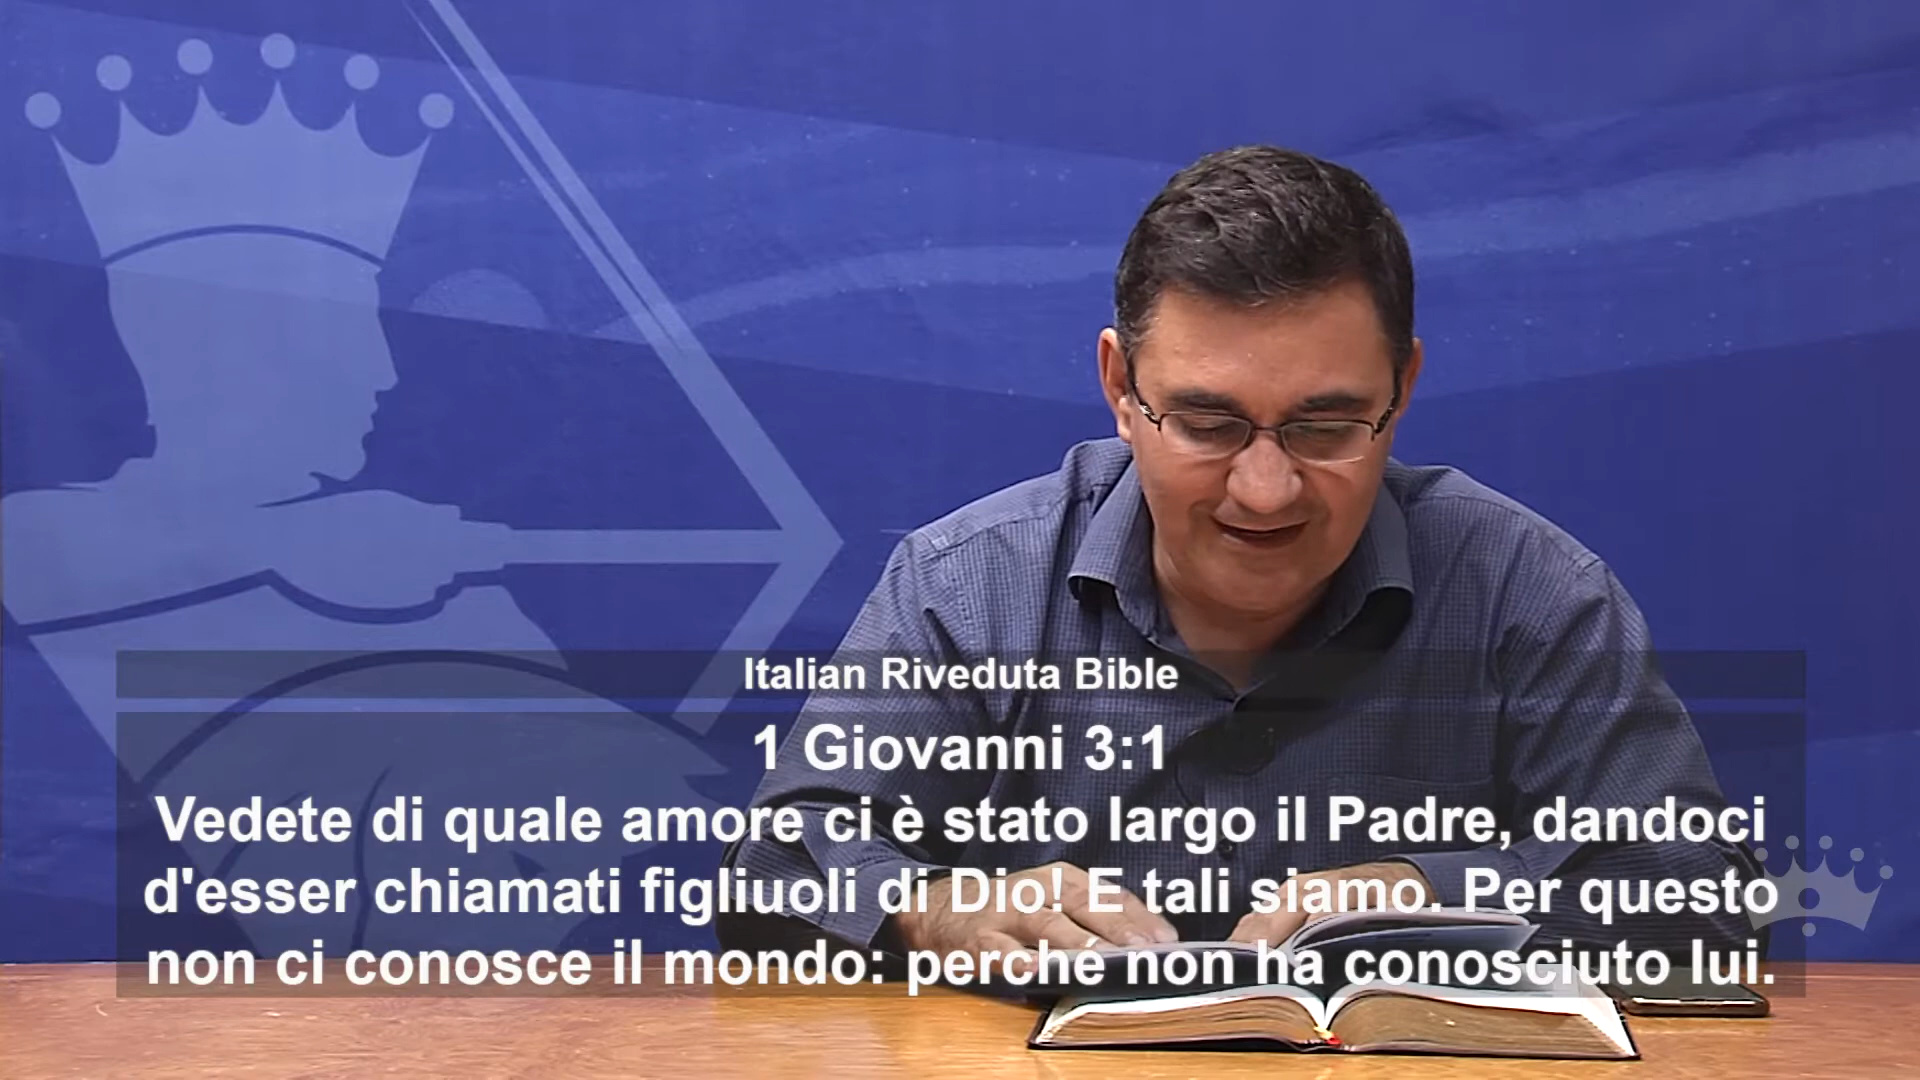 Italian Riveduta Bible
1 Giovanni 3:1
Vedete di quale amore ci è stato largo il Padre, dandoci
d'esser chiamati figliuoli di Dio! E tali siamo. Per questo
non ci conosce il mondo: perché non ha conosciuto lui.